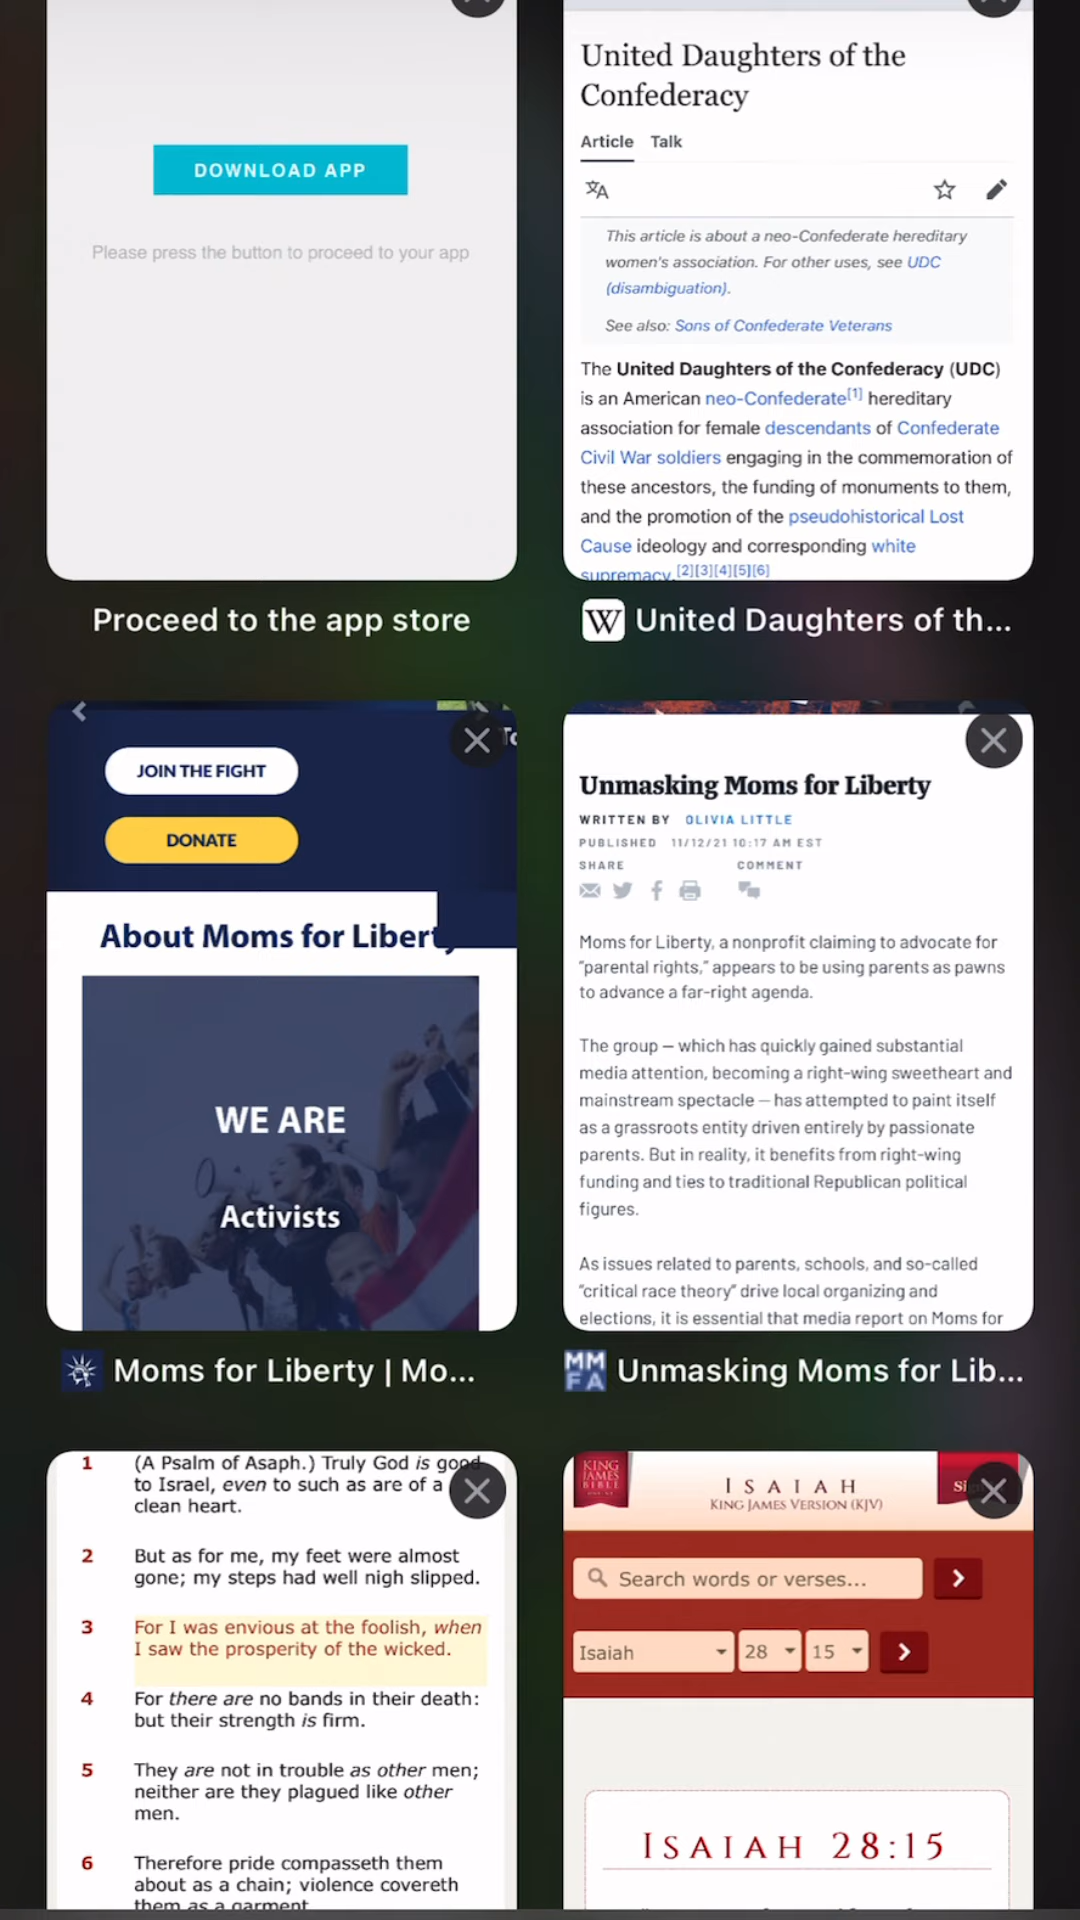 DOWNLOAD APP
Please press the button to proceed to your app
Proceed to the app store
United Daughters of the
Confederacy
Article Talk
This article is about a neo-Confederate hereditary
women's association. For other uses, see UDC
(disambiguation).
See also: Sons of Confederate Veterans
The United Daughters of the Confederacy (UDC)
is an American neo-Confederate[1] hereditary
association for female descendants of Confederate
Civil War soldiers engaging in the commemoration of
these ancestors, the funding of monuments to them,
and the promotion of the pseudohistorical Lost
Cause ideology and corresponding white
supremacy.[2][3][4][5][6]
W United Daughters of th...
JOIN THE FIGHT
DONATE
About Moms for Liberty
WE ARE
Activists
Moms for Liberty | Mo...
Unmasking Moms for Liberty
WRITTEN BY OLIVIA LITTLE
PUBLISHED 11/12/21 10:17 AM EST
SHARE COMMENT
Moms for Liberty, a nonprofit claiming to advocate for
“parental rights,” appears to be using parents as pawns
to advance a far-right agenda.
The group — which has quickly gained substantial
media attention, becoming a right-wing sweetheart and
mainstream spectacle — has attempted to paint itself
as a grassroots entity driven entirely by passionate
parents. But in reality, it benefits from right-wing
funding and ties to traditional Republican political
figures.
As issues related to parents, schools, and so-called
“critical race theory” drive local organizing and
elections, it is essential that media report on Moms for
MM
FA
Unmasking Moms for Lib...
1 (A Psalm of Asaph.) Truly God is good
to Israel, even to such as are of a
clean heart.
2 But as for me, my feet were almost
gone; my steps had well nigh slipped.
3 For I was envious at the foolish, when
I saw the prosperity of the wicked.
4 For there are no bands in their death:
but their strength is firm.
5 They are not in trouble as other men;
neither are they plagued like other
men.
6 Therefore pride compasseth them
about as a chain; violence covereth
them as a garment
KING
JAMES
BIBLE
ISAIAH
KING JAMES VERSION (KJV)
Search words or verses...
Isaiah 28 15
ISAIAH 28:15